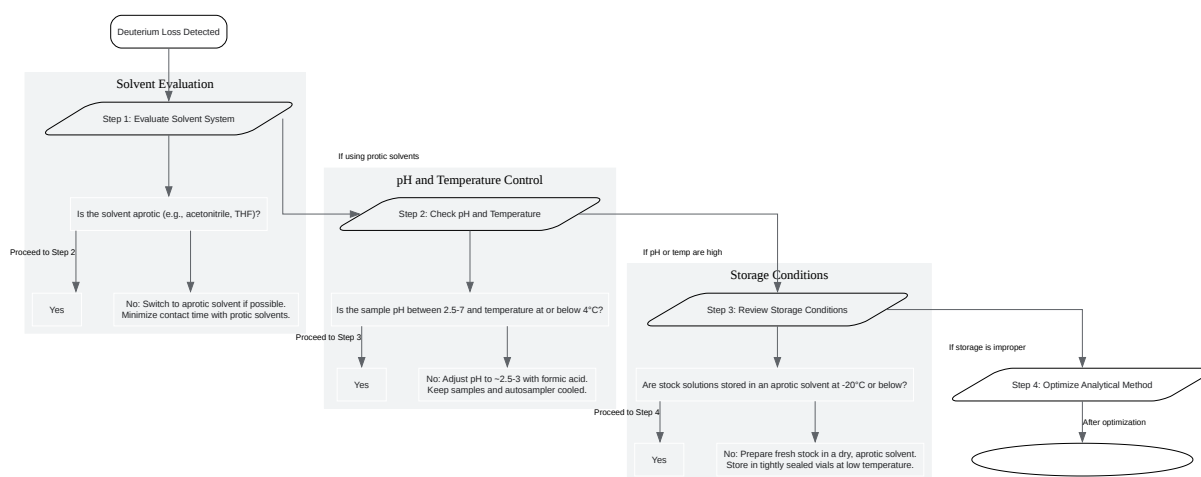 Deuterium Loss Detected
Solvent Evaluation
Step 1: Evaluate Solvent System
If using protic solvents
pH and Temperature Control
Is the solvent aprotic (e.g., acetonitrile, THF)?
Step 2: Check pH and Temperature
Proceed to Step 2
If pH or temp are high
Storage Conditions
Yes
No: Switch to aprotic solvent if possible.
Minimize contact time with protic solvents.
Is the sample pH between 2.5-7 and temperature at or below 4°C?
Step 3: Review Storage Conditions
Proceed to Step 3
If storage is improper
Yes
No: Adjust pH to ~2.5-3 with formic acid.
Keep samples and autosampler cooled.
Are stock solutions stored in an aprotic solvent at -20°C or below?
Step 4: Optimize Analytical Method
Proceed to Step 4
After optimization
Yes
No: Prepare fresh stock in a dry, aprotic solvent.
Store in tightly sealed vials at low temperature.